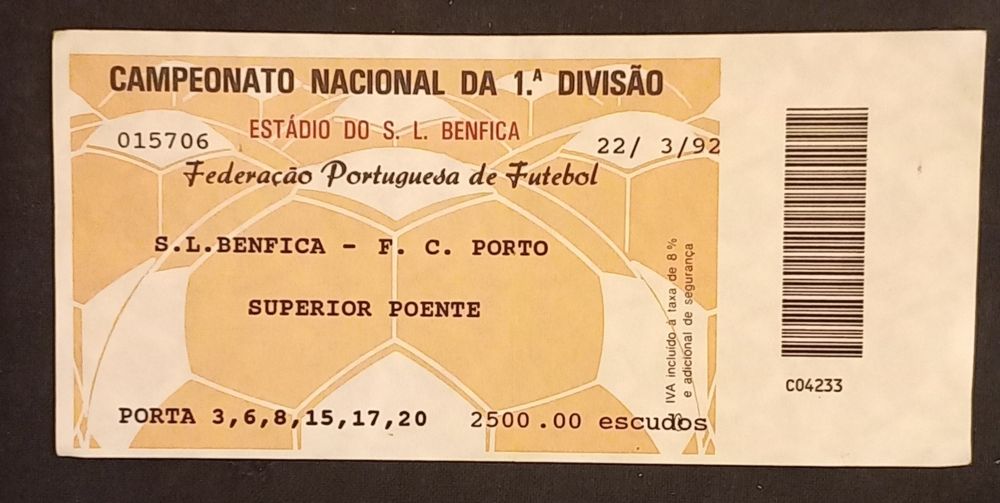 CAMPEONATO NACIONAL DA 1.ª DIVISÃO
015706
ESTÁDIO DO S. L. BENFICA
22/ 3/92
Federação Portuguesa de Futebol
S.L.BENFICA - F. C. PORTO
SUPERIOR POENTE
PORTA 3,6,8,15,17,20
2500.00 escudos
IVA incluído à taxa de 8%
e adicional de segurança
C04233